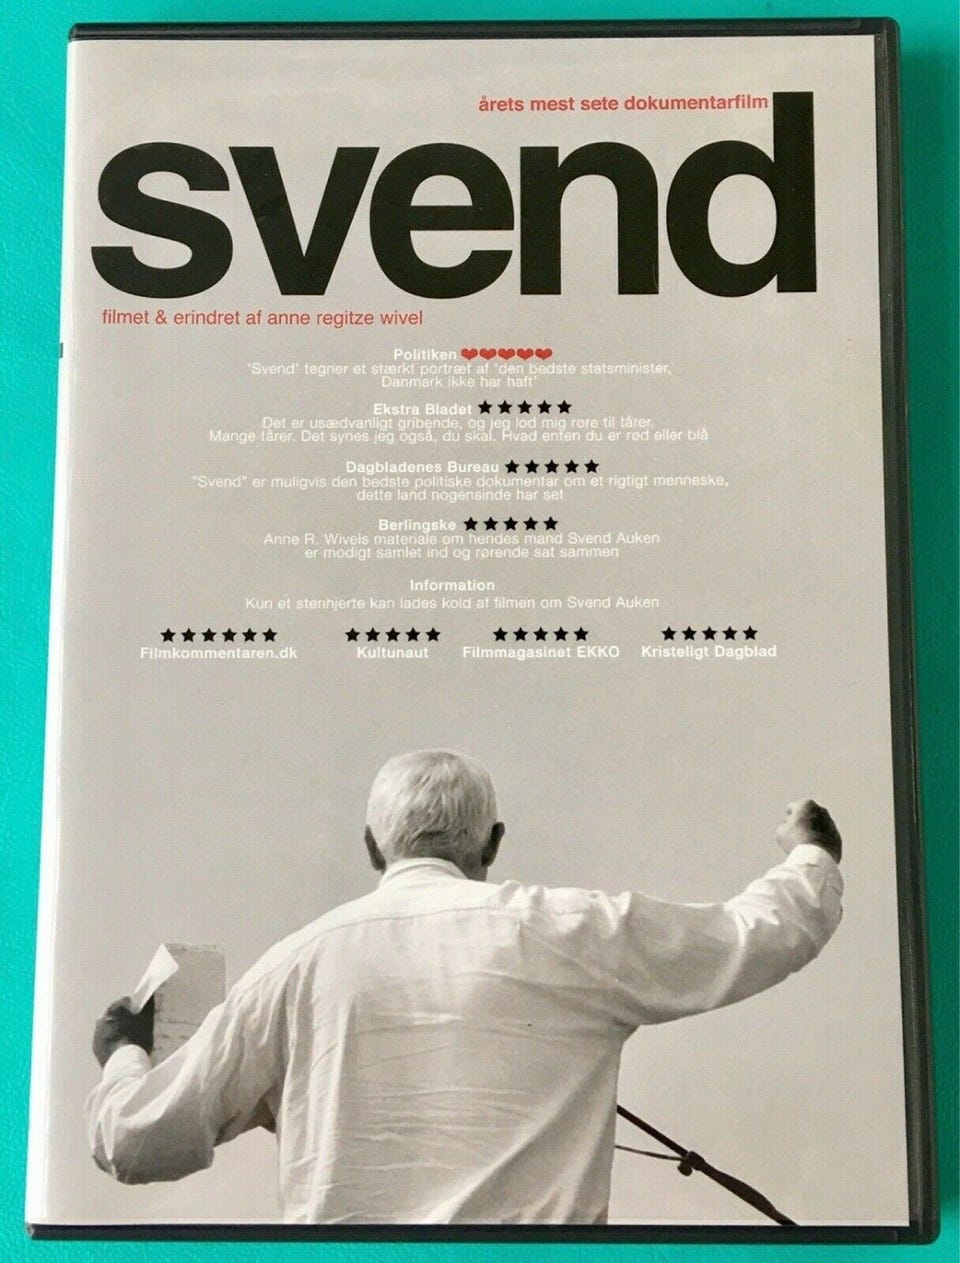 årets mest sete dokumentarfilm
svend
filmet & erindret af anne regitze wivel
Politiken ❤❤❤❤❤
'Svend' tegner et stærkt portræt af 'den bedste statsminister,
Danmark ikke har haft'
Ekstra Bladet ★★★★★
Det er usædvanligt gribende, og jeg lod mig røre til tårer.
Mange tårer. Det synes jeg også, du skal. Hvad enten du er rød eller blå
Dagbladenes Bureau ★★★★★
"Svend" er muligvis den bedste politiske dokumentar om et rigtigt menneske,
dette land nogensinde har set
Berlingske ★★★★★
Anne R. Wivels materiale om hendes mand Svend Auken
er modigt samlet ind og rørende sat sammen
Information
Kun et stenhjerte kan lades kold af filmen om Svend Auken
★★★★★★ ★★★★★ ★★★★★ ★★★★★
Filmkommentaren.dk Kultunaut Filmmagasinet EKKO Kristeligt Dagblad